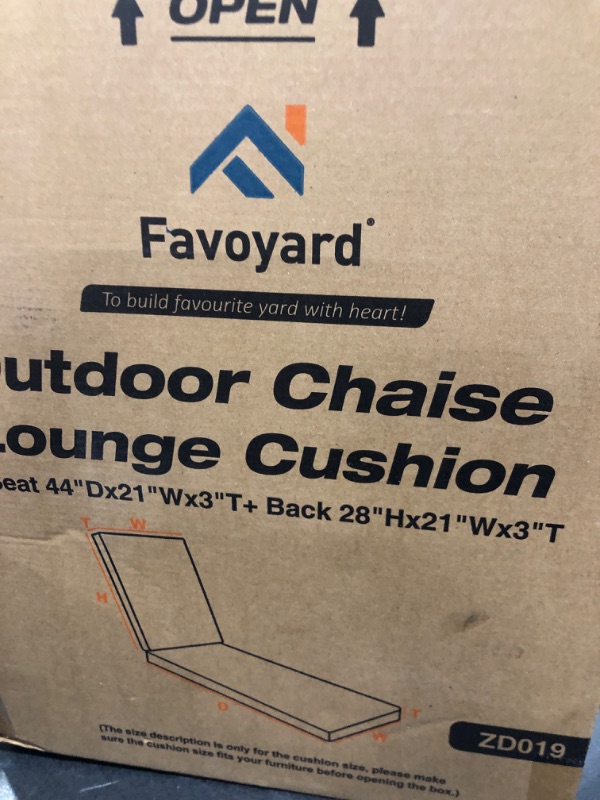 OPEN
Favoyard®
To build favourite yard with heart!
utdoor Chaise
ounge Cushion
eat 44"Dx21"Wx3"T+ Back 28"Hx21"Wx3"T
T W
H
D
T
W
ZD019
(The size description is only for the cushion size, please make
sure the cushion size fits your furniture before opening the box.)